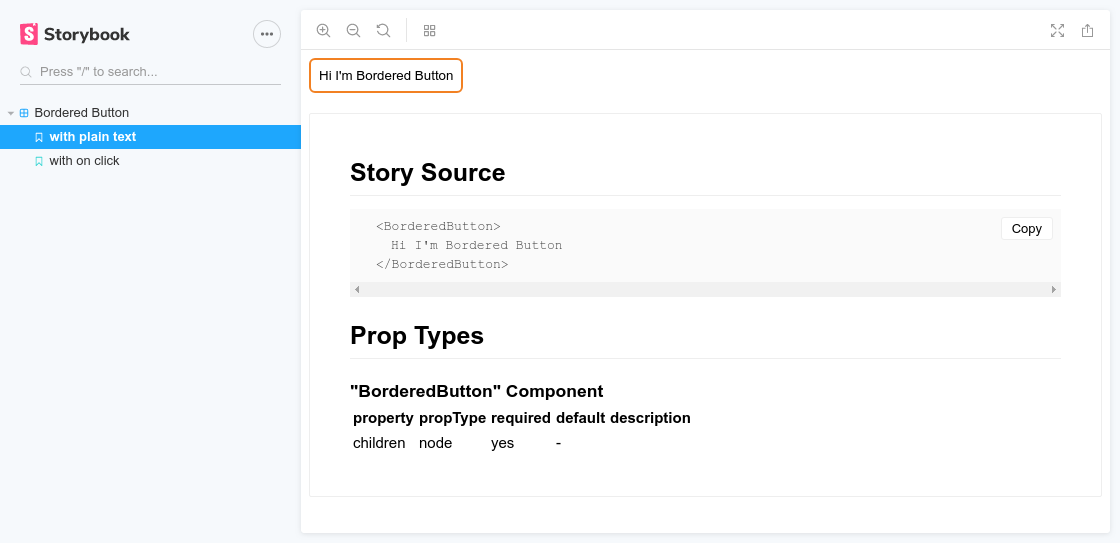 Storybook
Press "/" to search...
Bordered Button
with plain text
with on click
Hi I'm Bordered Button
Story Source
<BorderedButton>
Hi I'm Bordered Button
</BorderedButton>
Copy
Prop Types
"BorderedButton" Component
property propType required default description
children node yes -